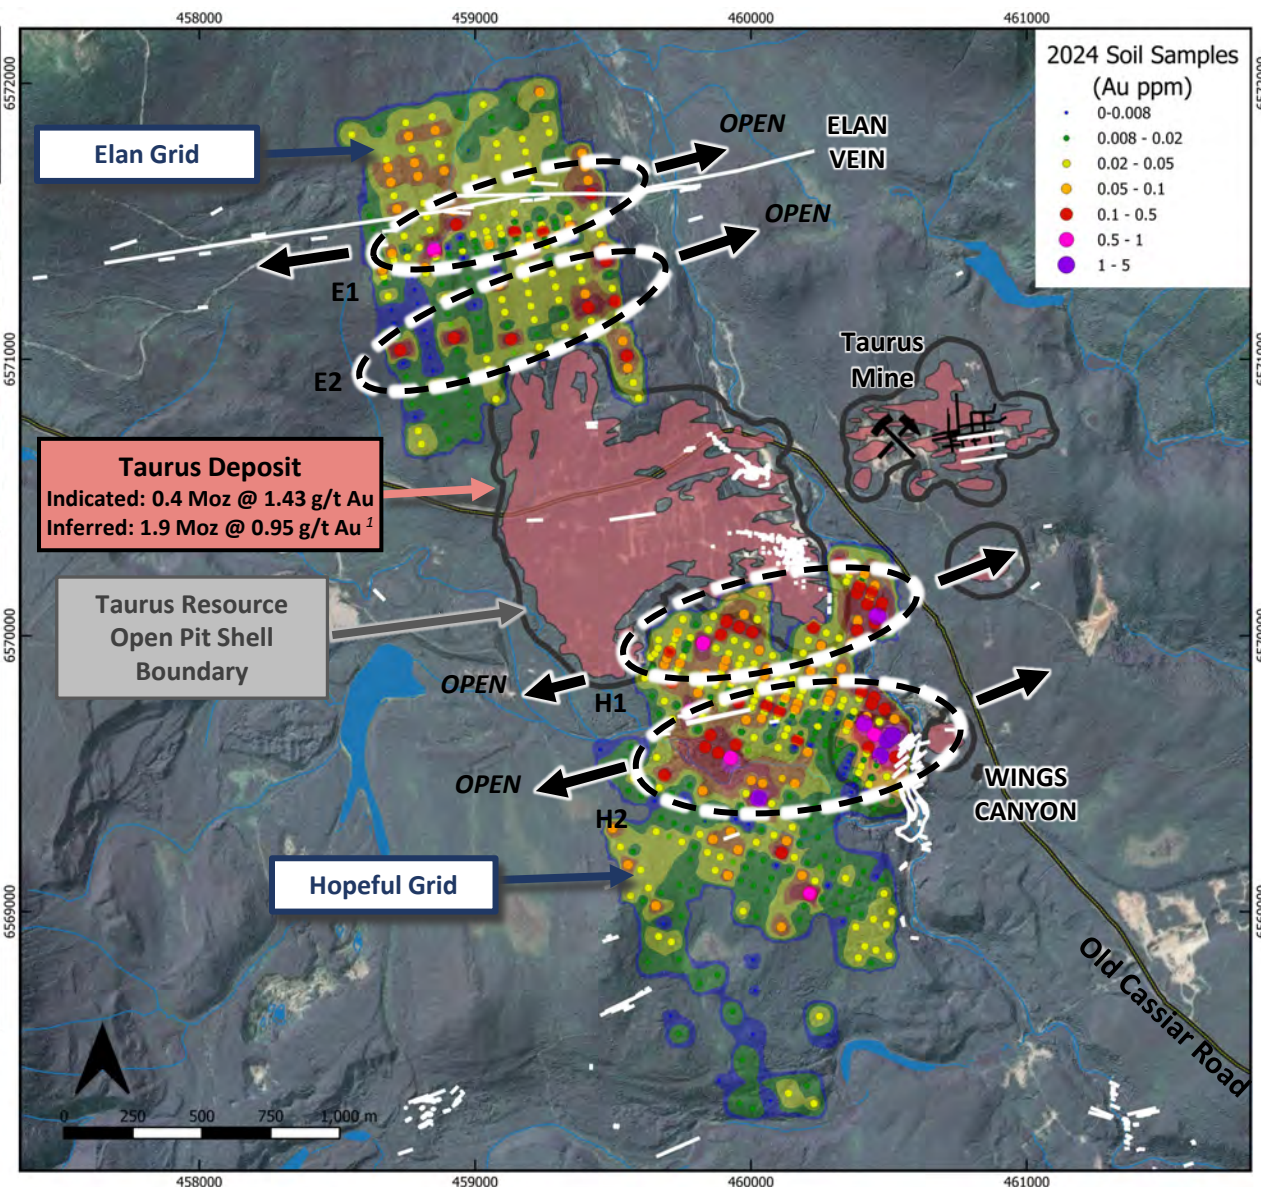 458000
459000
460000
461000
6572000
6572000
2024 Soil Samples
(Au ppm)
0-0.008
0.008 - 0.02
0.02 - 0.05
0.05 - 0.1
0.1 - 0.5
0.5 - 1
1 - 5
Elan Grid
OPEN
ELAN
VEIN
OPEN
E1
E2
6571000
6571000
Taurus
Mine
Taurus Deposit
Indicated: 0.4 Moz @ 1.43 g/t Au
Inferred: 1.9 Moz @ 0.95 g/t Au 1
Taurus Resource
Open Pit Shell
Boundary
6570000
6570000
OPEN
H1
OPEN
H2
WINGS
CANYON
Hopeful Grid
6569000
6569000
Old Cassiar Road
0
250
500
750
1,000 m
458000
459000
460000
461000